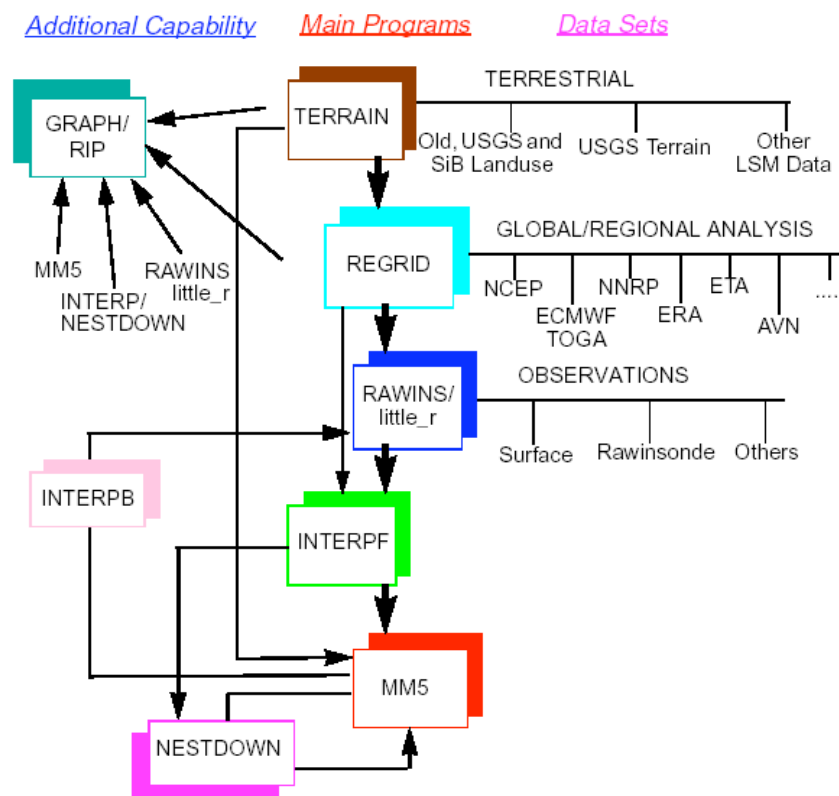 Additional Capability
Main Programs
Data Sets
GRAPH/
RIP
TERRAIN
TERRESTRIAL
Old, USGS and
SiB Landuse
USGS Terrain
Other
LSM Data
MM5
INTERP/
NESTDOWN
RAWINS
little_r
REGRID
GLOBAL/REGIONAL ANALYSIS
NCEP
ECMWF
TOGA
NNRP
ERA
ETA
AVN
.....
RAWINS/
little_r
OBSERVATIONS
Surface
Rawinsonde
Others
INTERPB
INTERPF
MM5
NESTDOWN